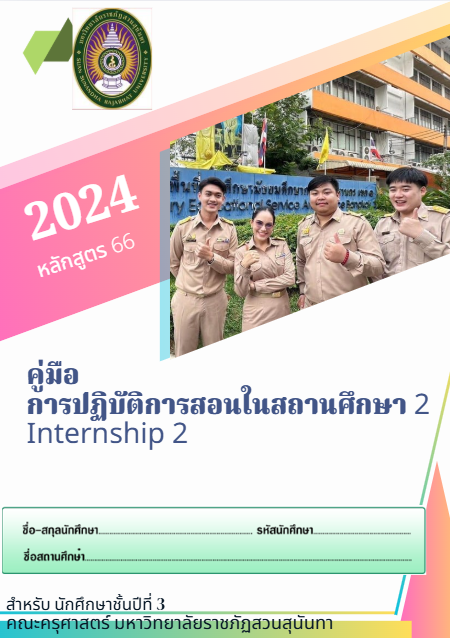 มหาวิทยาลัยราชภัฏสวนสุนันทา
SUAN SUNANDHA RAJABHAT UNIVERSITY
2024
หลักสูตร 66
คู่มือ
การปฏิบัติการสอนในสถานศึกษา 2
Internship 2
ชื่อ-สกุลนักศึกษา รหัสนักศึกษา
ชื่อสถานศึกษา
สำหรับ นักศึกษาชั้นปีที่ 3
คณะครุศาสตร์ มหาวิทยาลัยราชภัฏสวนสุนันทา